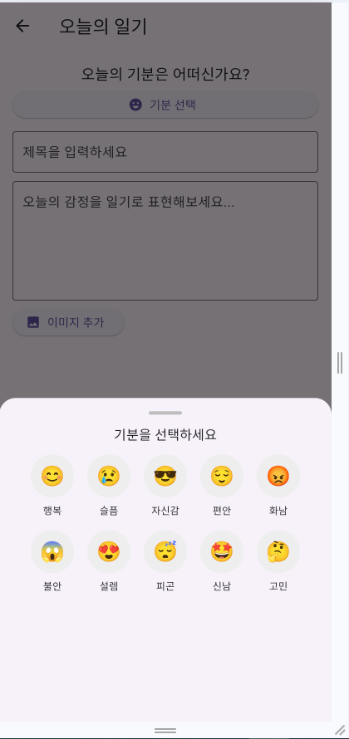 오늘의 일기
오늘의 기분은 어떠신가요?
기분 선택
제목을 입력하세요
오늘의 감정을 일기로 표현해보세요...
이미지 추가
기분을 선택하세요
행복 슬픔 자신감 편안 화남
불안 설렘 피곤 신남 고민